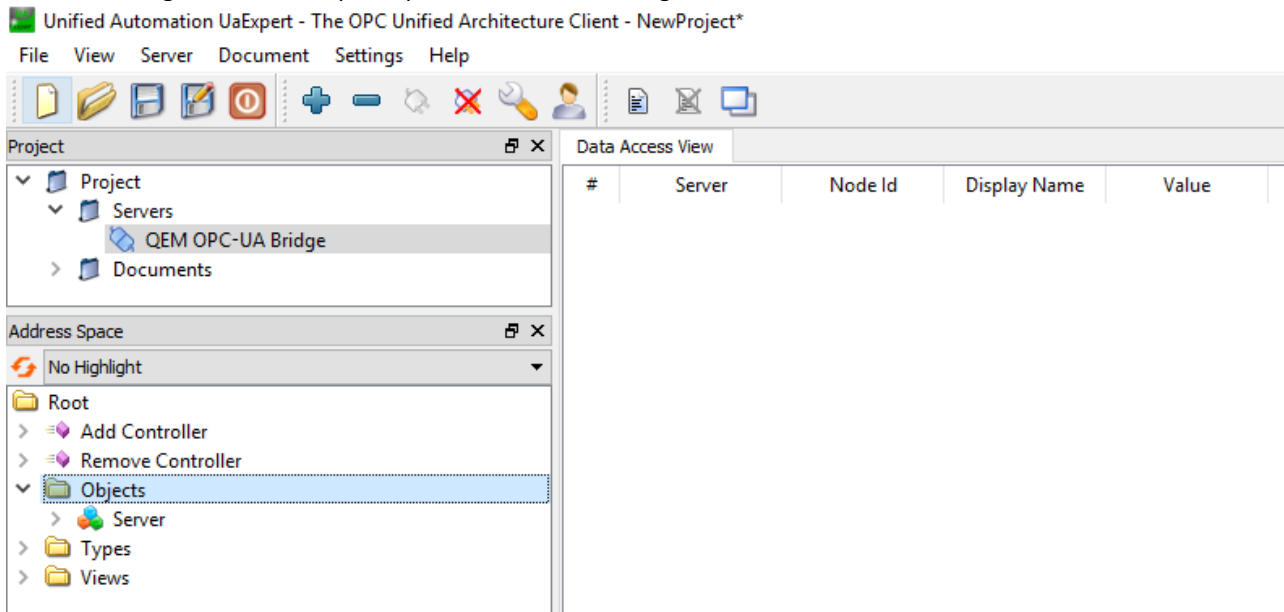 Unified Automation UaExpert - The OPC Unified Architecture Client - NewProject*
File View Server Document Settings Help
Project
Data Access View
Project
# Server Node Id Display Name Value
Servers
QEM OPC-UA Bridge
Documents
Address Space
No Highlight
Root
Add Controller
Remove Controller
Objects
Server
Types
Views